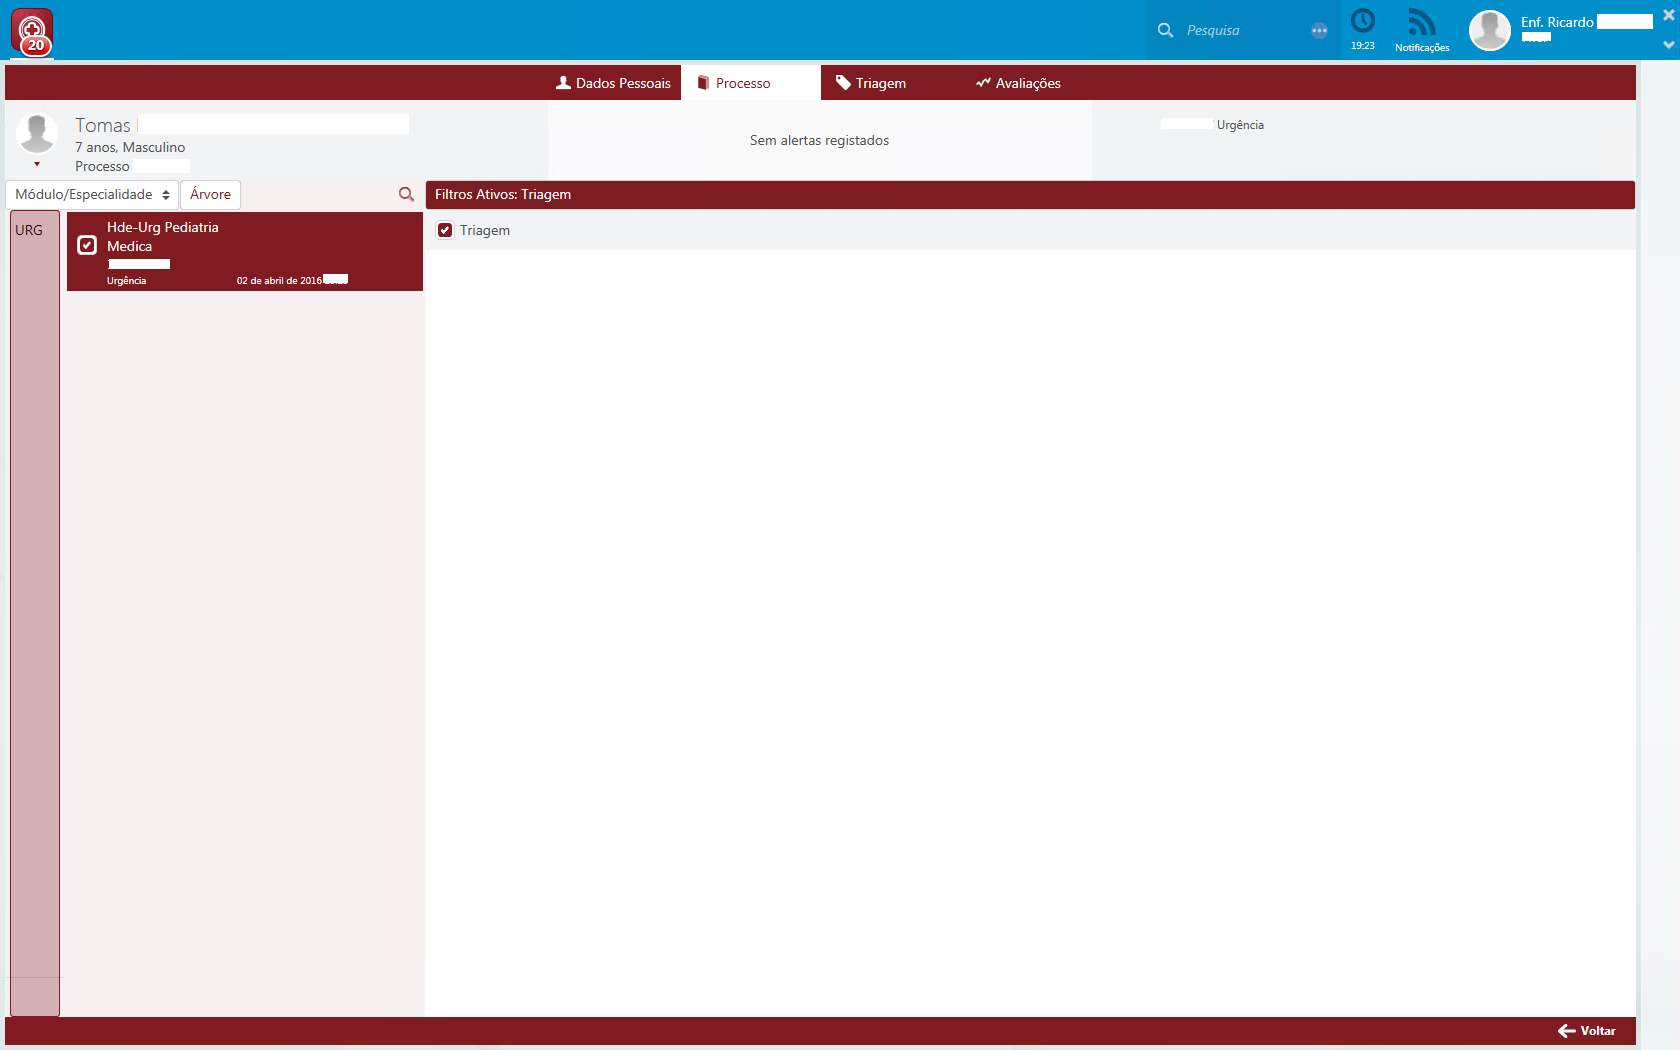 20
Pesquisa
19:23
Notificações
Enf. Ricardo
Dados Pessoais
Processo
Triagem
Avaliações
Tomas
7 anos, Masculino
Processo
Sem alertas registados
Urgência
Módulo/Especialidade
Árvore
Filtros Ativos: Triagem
URG
Hde-Urg Pediatria
Medica
Urgência 02 de abril de 2016
Triagem
Voltar